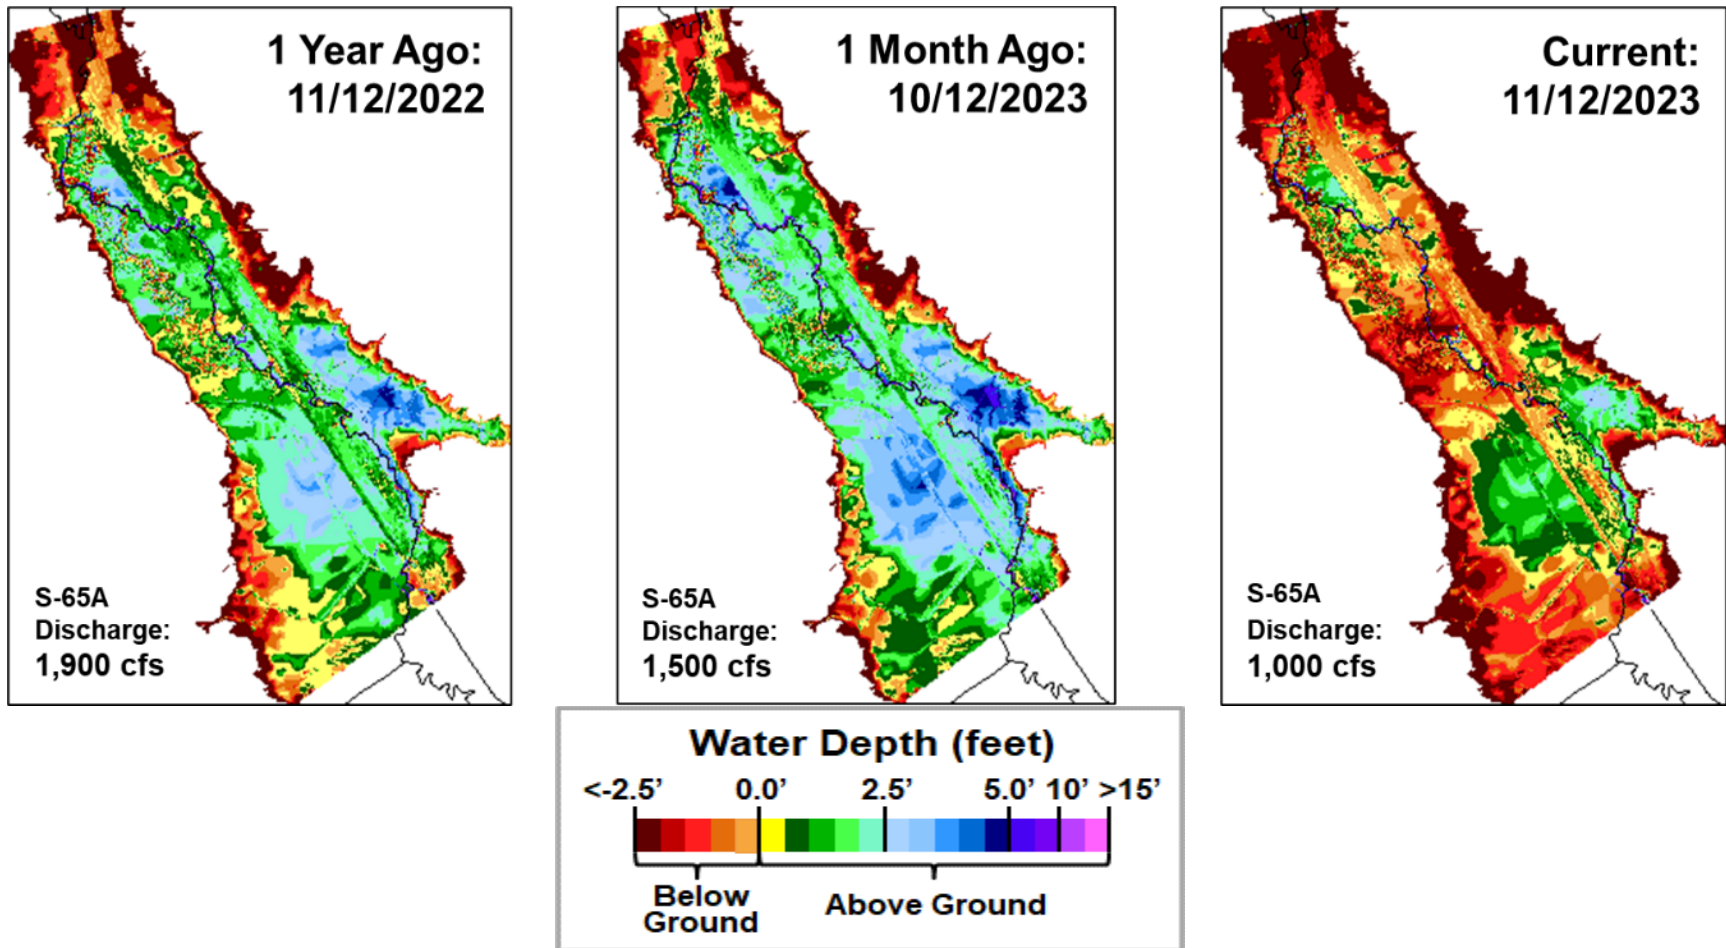 1 Year Ago:
11/12/2022
S-65A
Discharge:
1,900 cfs
1 Month Ago:
10/12/2023
S-65A
Discharge:
1,500 cfs
Current:
11/12/2023
S-65A
Discharge:
1,000 cfs
Water Depth (feet)
<-2.5’ 0.0’ 2.5’ 5.0’ 10’ >15’
Below
Ground
Above Ground